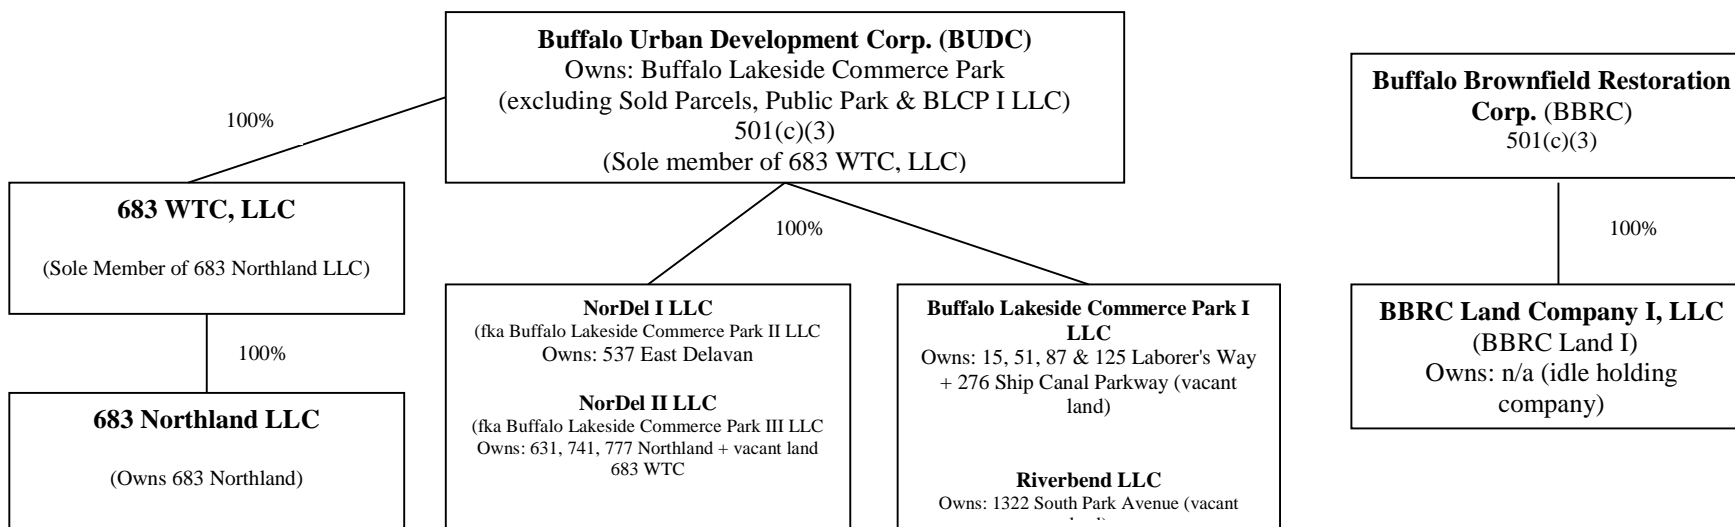 Buffalo Urban Development Corp. (BUDC)
Owns: Buffalo Lakeside Commerce Park
(excluding Sold Parcels, Public Park & BLCP I LLC)
501(c)(3)
(Sole member of 683 WTC, LLC)
Buffalo Brownfield Restoration
Corp. (BBRC)
501(c)(3)
100%
683 WTC, LLC
(Sole Member of 683 Northland LLC)
100%
100%
100%
683 Northland LLC
(Owns 683 Northland)
NorDel I LLC
(fka Buffalo Lakeside Commerce Park II LLC
Owns: 537 East Delavan
NorDel II LLC
(fka Buffalo Lakeside Commerce Park III LLC
Owns: 631, 741, 777 Northland + vacant land
683 WTC
Buffalo Lakeside Commerce Park I
LLC
Owns: 15, 51, 87 & 125 Laborer's Way
+ 276 Ship Canal Parkway (vacant
land)
Riverbend LLC
Owns: 1322 South Park Avenue (vacant
BBRC Land Company I, LLC
(BBRC Land I)
Owns: n/a (idle holding
company)